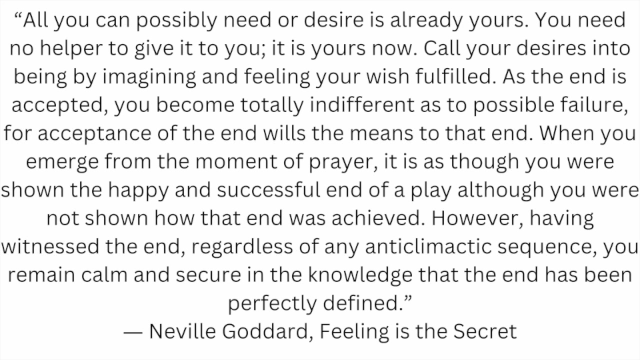 “All you can possibly need or desire is already yours. You need
no helper to give it to you; it is yours now. Call your desires into
being by imagining and feeling your wish fulfilled. As the end is
accepted, you become totally indifferent as to possible failure,
for acceptance of the end wills the means to that end. When you
emerge from the moment of prayer, it is as though you were
shown the happy and successful end of a play although you were
not shown how that end was achieved. However, having
witnessed the end, regardless of any anticlimactic sequence, you
remain calm and secure in the knowledge that the end has been
perfectly defined.”
— Neville Goddard, Feeling is the Secret